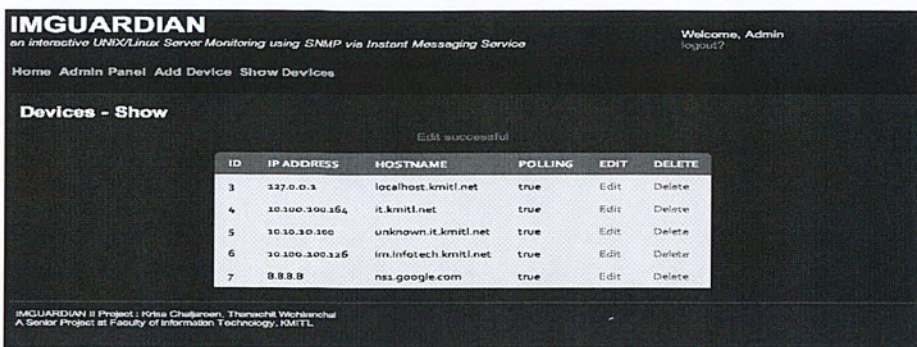 IMGUARDIAN
an interactive UNIX/Linux Server Monitoring using SNMP via Instant Messaging Service
Welcome, Admin
logout?
Home Admin Panel Add Device Show Devices
Devices - Show
Edit successful
ID IP ADDRESS HOSTNAME POLLING EDIT DELETE
3 127.0.0.1 localhost.kmitl.net true Edit Delete
4 10.100.100.164 it.kmitl.net true Edit Delete
5 10.10.10.100 unknown.it.kmitl.net true Edit Delete
6 10.100.100.126 im.infotech.kmitl.net true Edit Delete
7 8.8.8.8 ns1.google.com true Edit Delete
IMGUARDIAN II Project : Krisa Chaijaroen, Thanachit
A Senior Project at Faculty of Information Technology, KMITL